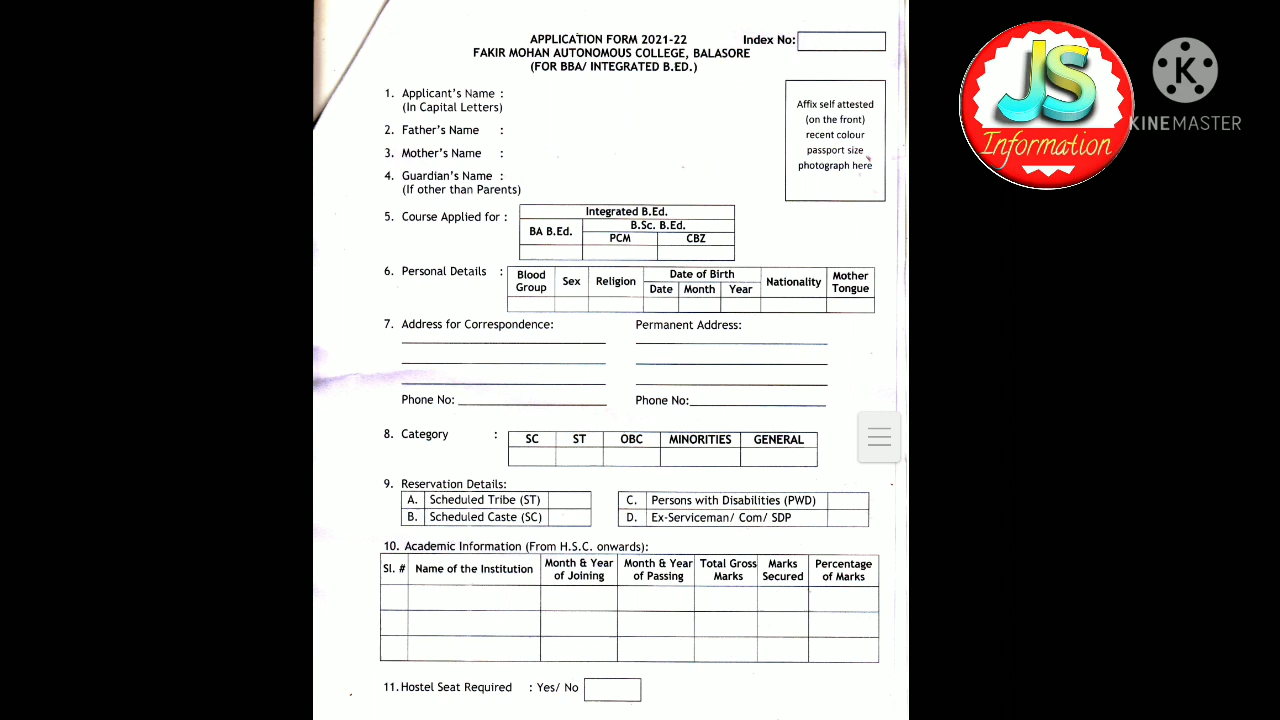 APPLICATION FORM 2021-22
Index No:
FAKIR MOHAN AUTONOMOUS COLLEGE, BALASORE
(FOR BBA/ INTEGRATED B.ED.)
Affix self attested
(on the front)
recent colour
passport size
photograph here
1. Applicant's Name :
(In Capital Letters)
2. Father's Name :
3. Mother's Name :
4. Guardian's Name :
(If other than Parents)
5. Course Applied for :
Integrated B.Ed.
BA B.Ed. B.Sc. B.Ed.
PCM CBZ
6. Personal Details :
Blood Group Sex Religion Date of Birth Nationality Mother Tongue
Date Month Year
7. Address for Correspondence: Permanent Address:
Phone No: Phone No:
8. Category : SC ST OBC MINORITIES GENERAL
9. Reservation Details:
A. Scheduled Tribe (ST) C. Persons with Disabilities (PWD)
B. Scheduled Caste (SC) D. Ex-Serviceman/ Com/ SDP
10. Academic Information (From H.S.C. onwards):
Sl. # Name of the Institution Month & Year of Joining Month & Year of Passing Total Gross Marks Marks Secured Percentage of Marks
11. Hostel Seat Required : Yes/ No
JS
Information
K
KINEMASTER